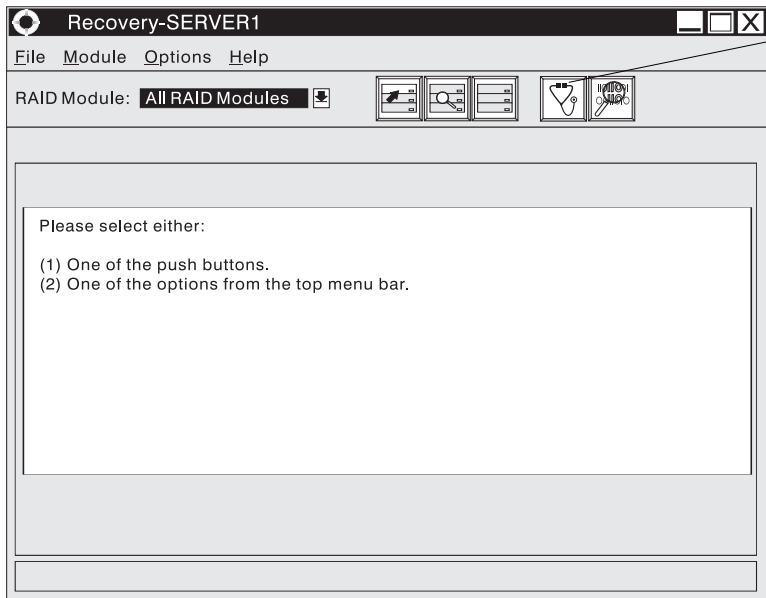 Recovery-SERVER1
File Module Options Help
RAID Module: All RAID Modules
Please select either:
(1) One of the push buttons.
(2) One of the options from the top menu bar.